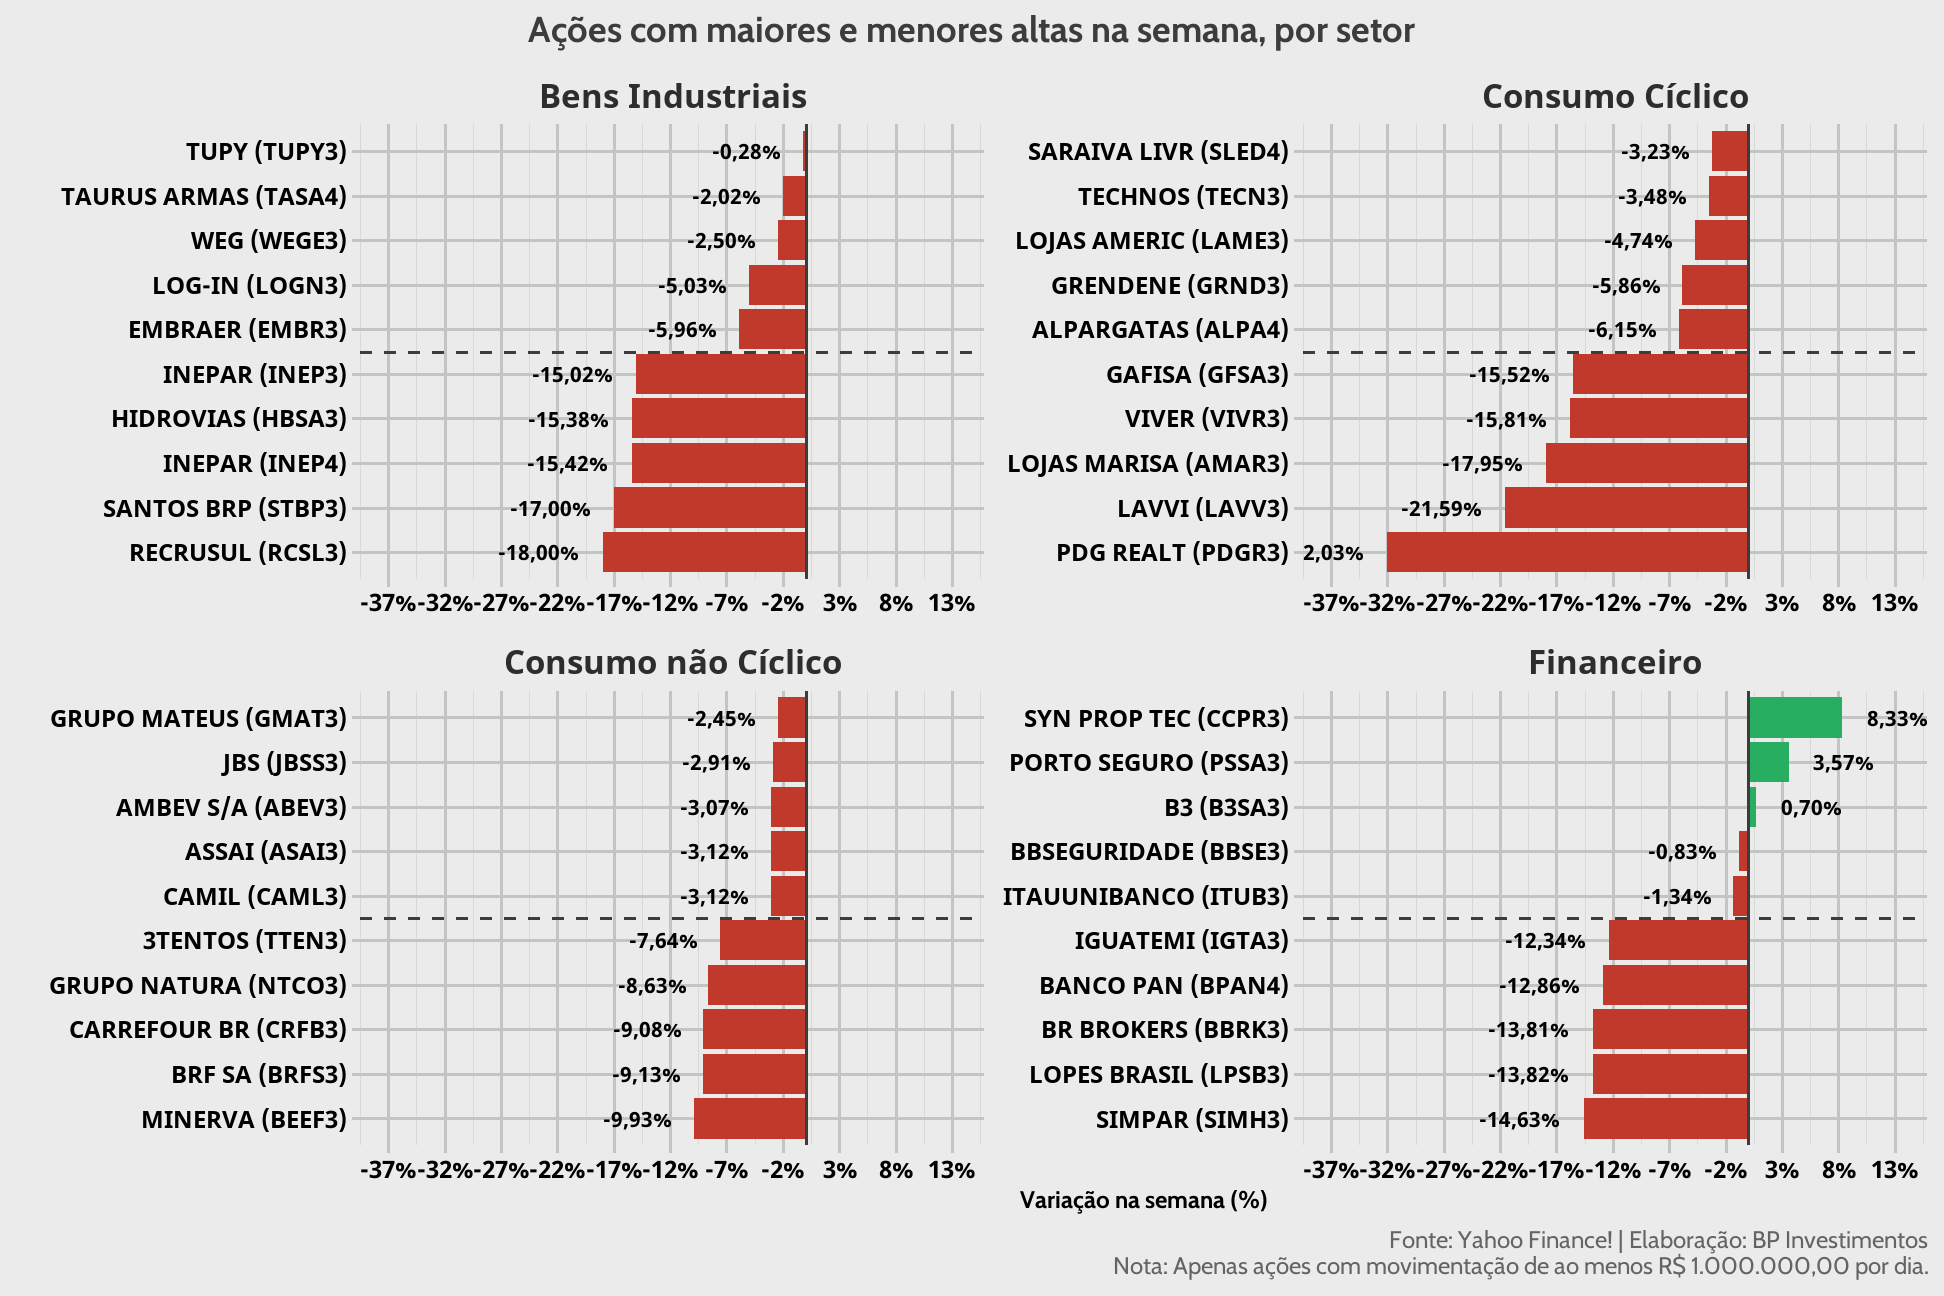 Ações com maiores e menores altas na semana, por setor
Bens Industriais
TUPY (TUPY3) -0,28%
TAURUS ARMAS (TASA4) -2,02%
WEG (WEGE3) -2,50%
LOG-IN (LOGN3) -5,03%
EMBRAER (EMBR3) -5,96%
INEPAR (INEP3) -15,02%
HIDROVIAS (HBSA3) -15,38%
INEPAR (INEP4) -15,42%
SANTOS BRP (STBP3) -17,00%
RECRUSUL (RCSL3) -18,00%
-37% -32% -27% -22% -17% -12% -7% -2% 3% 8% 13%
Consumo Cíclico
SARAIVA LIVR (SLED4) -3,23%
TECHNOS (TECN3) -3,48%
LOJAS AMERIC (LAME3) -4,74%
GRENDENE (GRND3) -5,86%
ALPARGATAS (ALPA4) -6,15%
GAFISA (GFSA3) -15,52%
VIVER (VIVR3) -15,81%
LOJAS MARISA (AMAR3) -17,95%
LAVVI (LAVV3) -21,59%
PDG REALT (PDGR3) 2,03%
-37% -32% -27% -22% -17% -12% -7% -2% 3% 8% 13%
Consumo não Cíclico
GRUPO MATEUS (GMAT3) -2,45%
JBS (JBSS3) -2,91%
AMBEV S/A (ABEV3) -3,07%
ASSAI (ASAI3) -3,12%
CAMIL (CAML3) -3,12%
3TENTOS (TTEN3) -7,64%
GRUPO NATURA (NTCO3) -8,63%
CARREFOUR BR (CRFB3) -9,08%
BRF SA (BRFS3) -9,13%
MINERVA (BEEF3) -9,93%
-37% -32% -27% -22% -17% -12% -7% -2% 3% 8% 13%
Financeiro
SYN PROP TEC (CCPR3) 8,33%
PORTO SEGURO (PSSA3) 3,57%
B3 (B3SA3) 0,70%
BBSEGURIDADE (BBSE3) -0,83%
ITAUUNIBANCO (ITUB3) -1,34%
IGUATEMI (IGTA3) -12,34%
BANCO PAN (BPAN4) -12,86%
BR BROKERS (BBRK3) -13,81%
LOPES BRASIL (LPSB3) -13,82%
SIMPAR (SIMH3) -14,63%
-37% -32% -27% -22% -17% -12% -7% -2% 3% 8% 13%
Variação na semana (%)
Fonte: Yahoo Finance! | Elaboração: BP Investimentos
Nota: Apenas ações com movimentação de ao menos R$ 1.000.000,00 por dia.